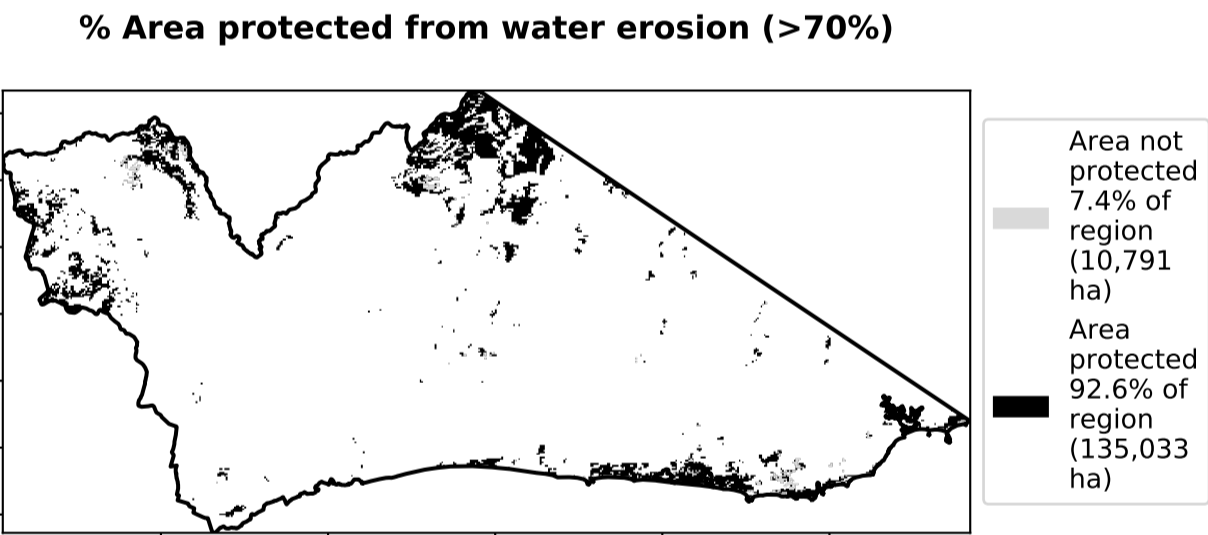 % Area protected from water erosion (>70%)
Area not
protected
7.4% of
region
(10,791
ha)
Area
protected
92.6% of
region
(135,033
ha)